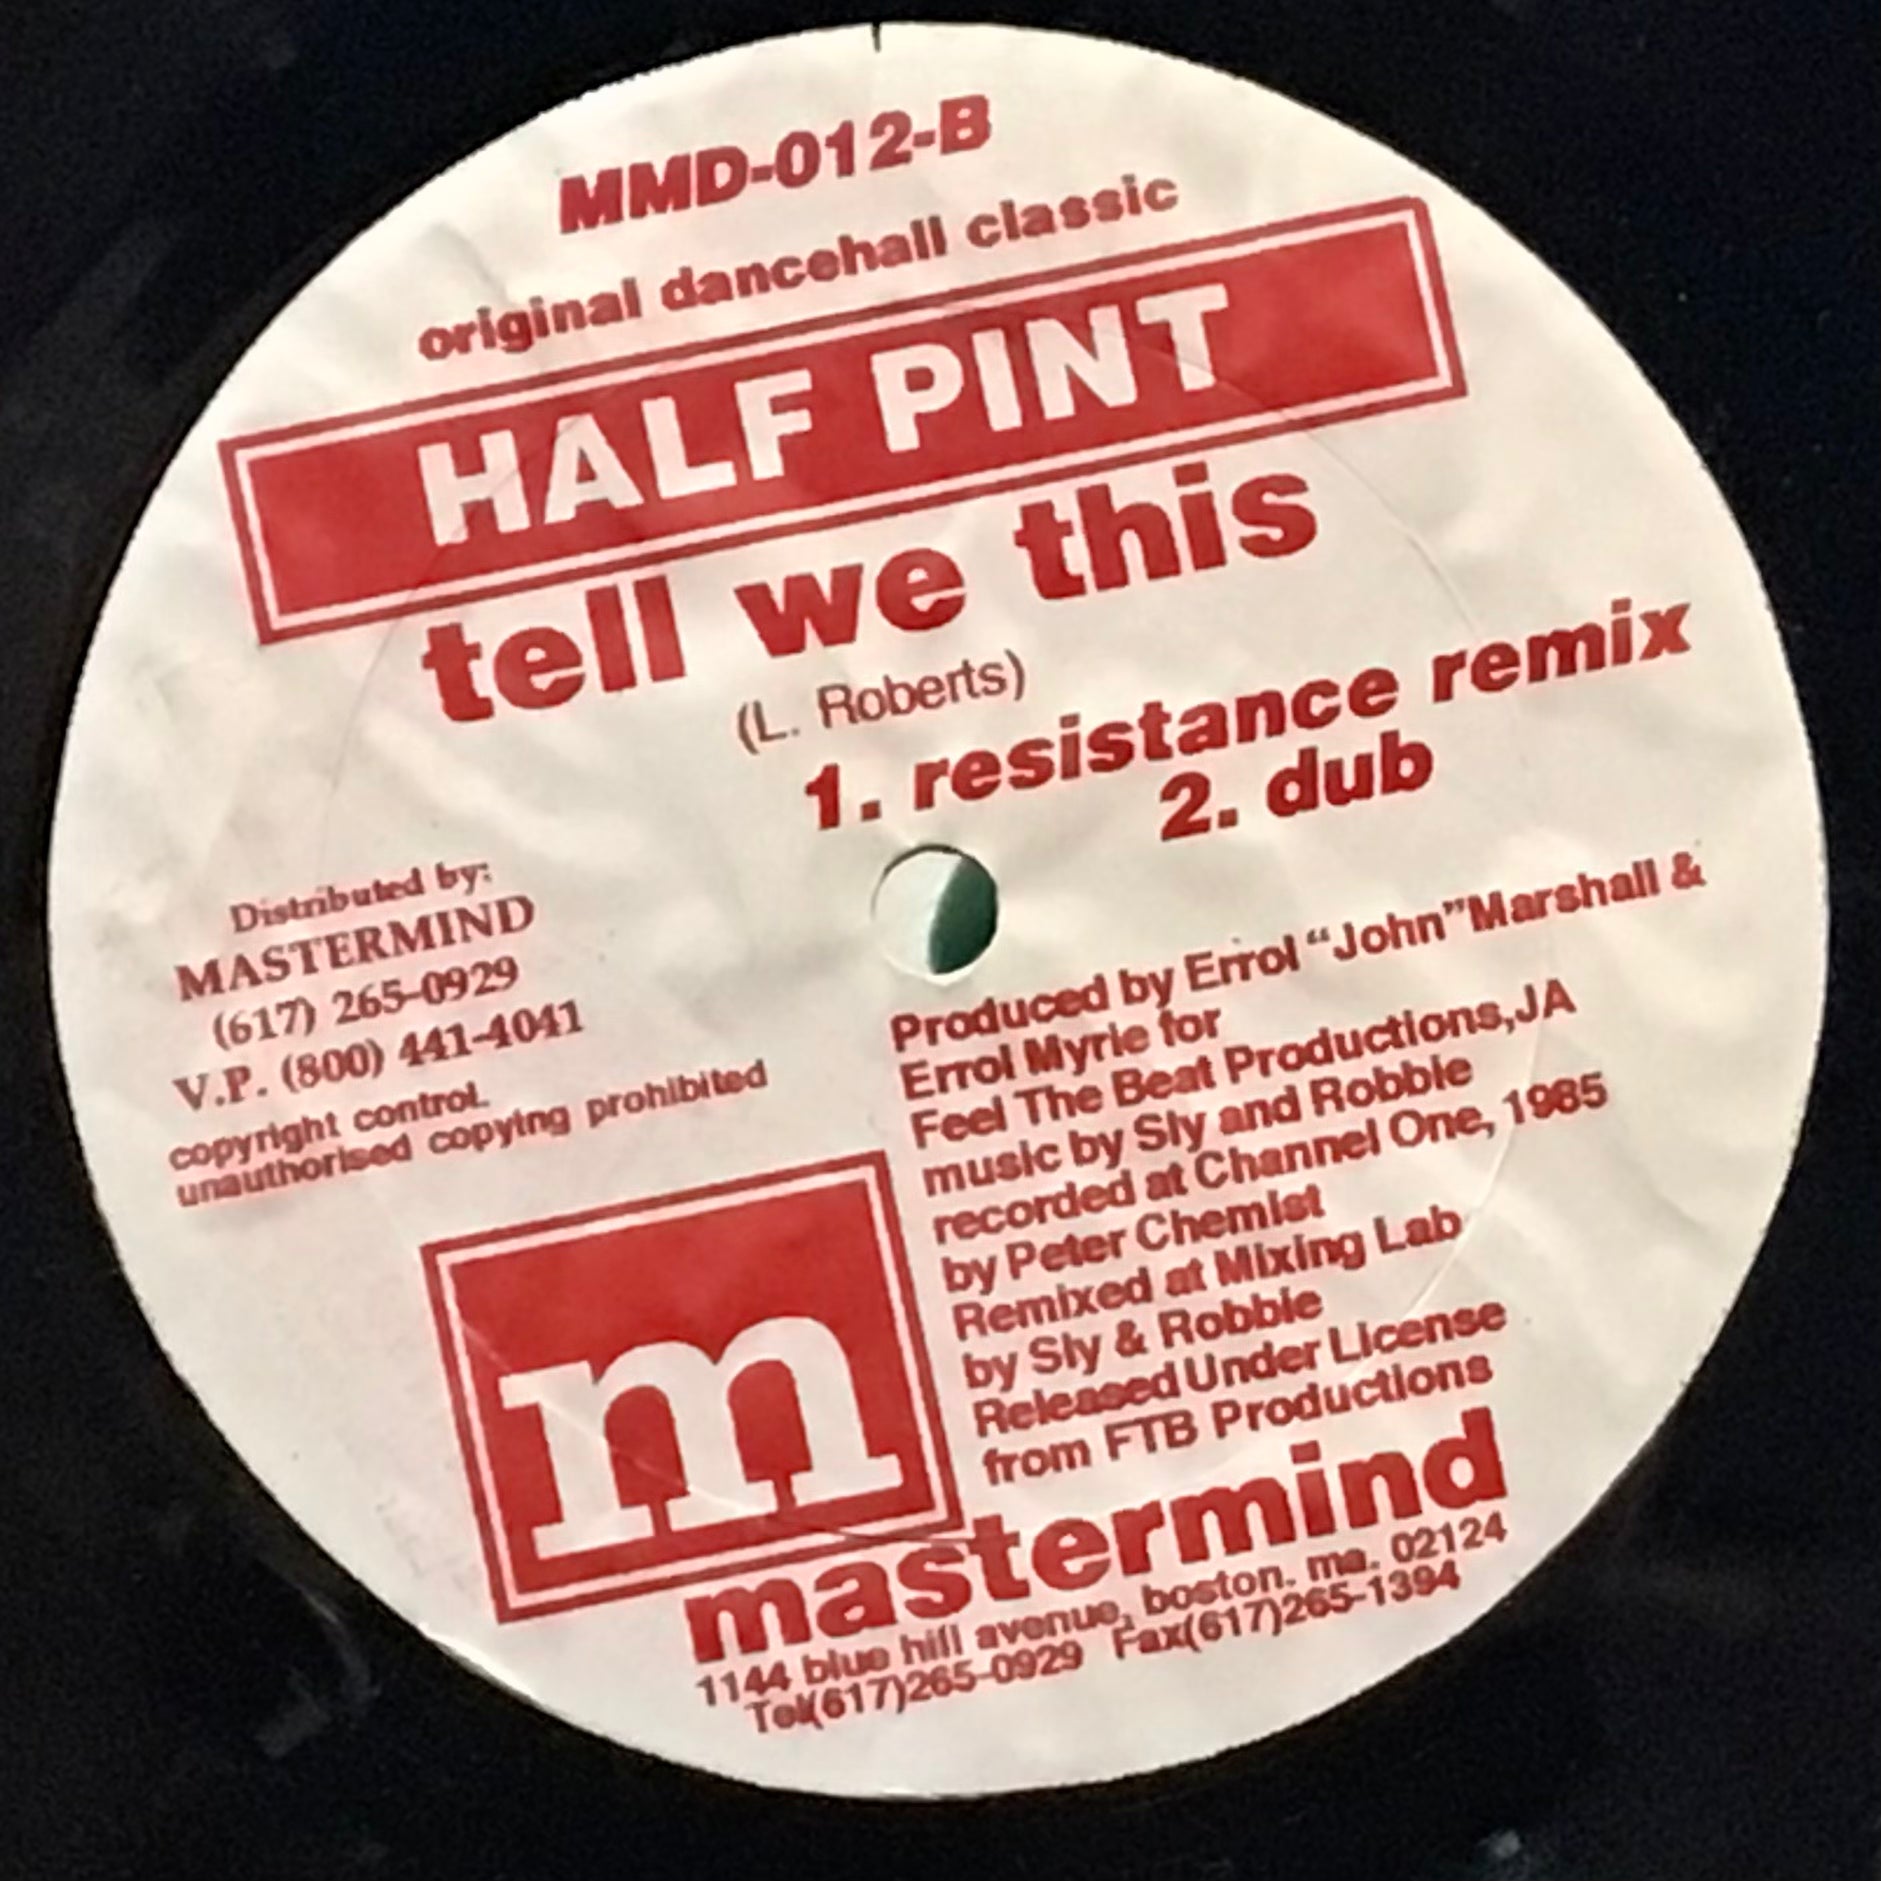 MMD-012-B
original dancehall classic
HALF PINT
tell we this
(L. Roberts)
1. resistance remix
2. dub
Distributed by:
MASTERMIND
(617) 265-0929
V.P. (800) 441-4041
copyright control.
unauthorised copying prohibited
Produced by Errol “John”Marshall &
Errol Myrie for
Feel The Beat Productions,JA
music by Sly and Robbie
recorded at Channel One, 1985
by Peter Chemist
Remixed at Mixing Lab
by Sly & Robbie
Released Under License
from FTB Productions
m
mastermind
1144 blue hill avenue, boston. ma. 02124
Tel(617)265-0929 Fax(617)265-1394